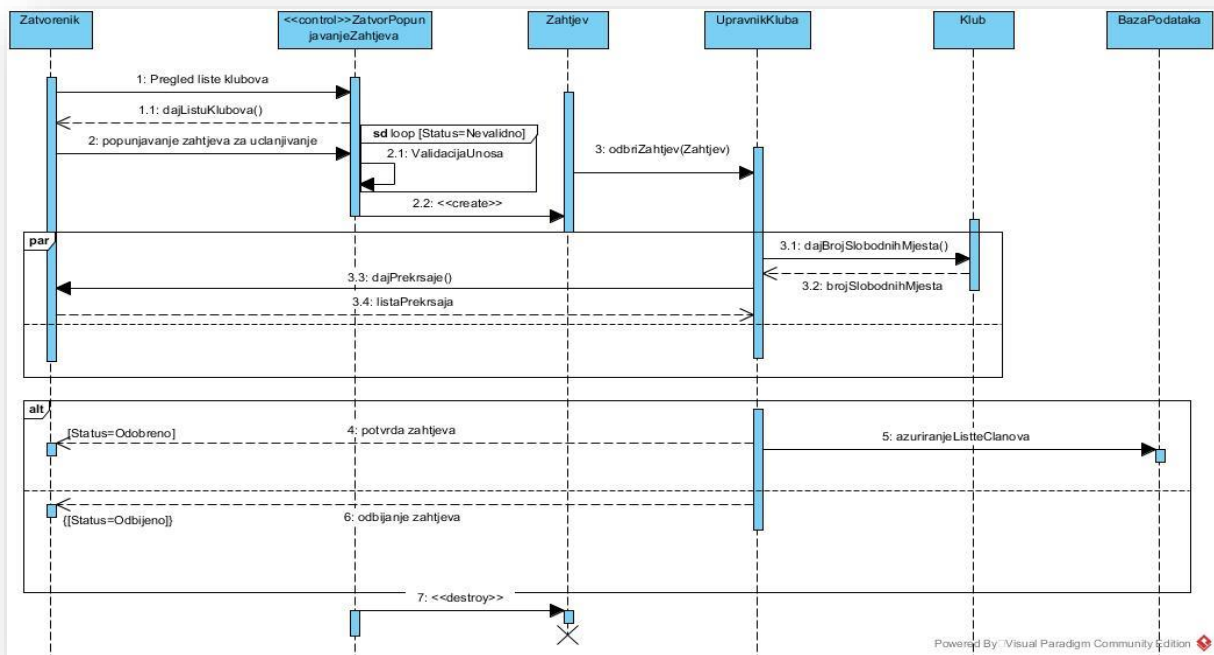 Zatvorenik
<<control>>ZatvorPopun
javanjeZahtjeva
Zahtjev
UpravnikKluba
Klub
BazaPodataka
1: Pregled liste klubova
1.1: dajListuKlubova()
sd loop [Status=Nevalidno]
2: popunjavanje zahtjeva za uclanjivanje
2.1: ValidacijaUnosa
3: odbriZahtjev(Zahtjev)
2.2: <<create>>
par
3.1: dajBrojSlobodnihMjesta()
3.3: dajPrekrsaje()
3.2: brojSlobodnihMjesta
3.4: listaPrekrsaja
alt
[Status=Odobreno]
4: potvrda zahtjeva
5: azuriranjeListteClanova
{[Status=Odbijeno]}
6: odbijanje zahtjeva
7: <<destroy>>
Powered By Visual Paradigm Community Edition